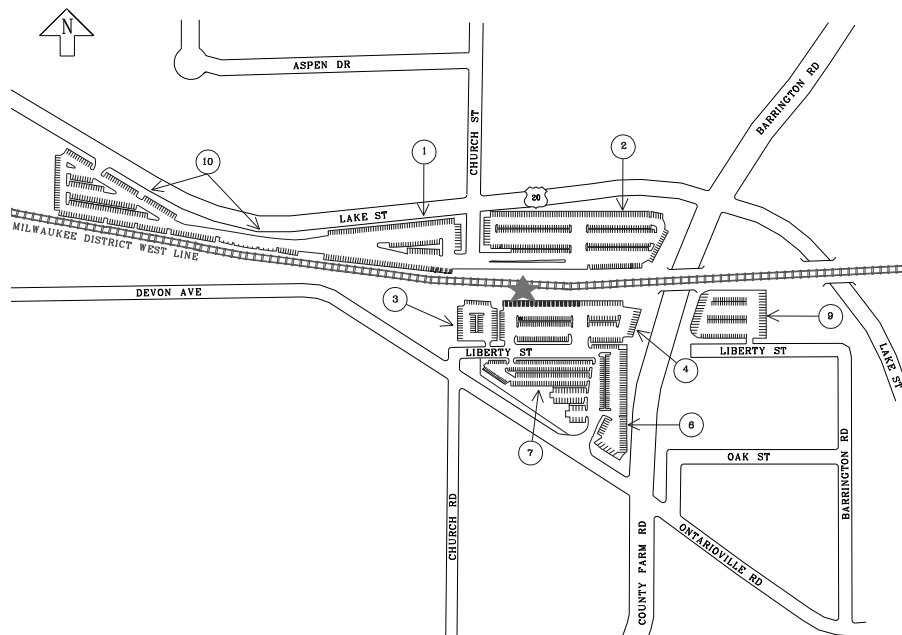 N
ASPEN DR
BARRINGTON RD
CHURCH ST
10
1
2
20
LAKE ST
MILWAUKEE DISTRICT WEST LINE
DEVON AVE
3
9
LIBERTY ST
LIBERTY ST
4
LAKE ST
7
6
OAK ST
BARRINGTON RD
CHURCH RD
COUNTY FARM RD
ONTARIOVILLE RD